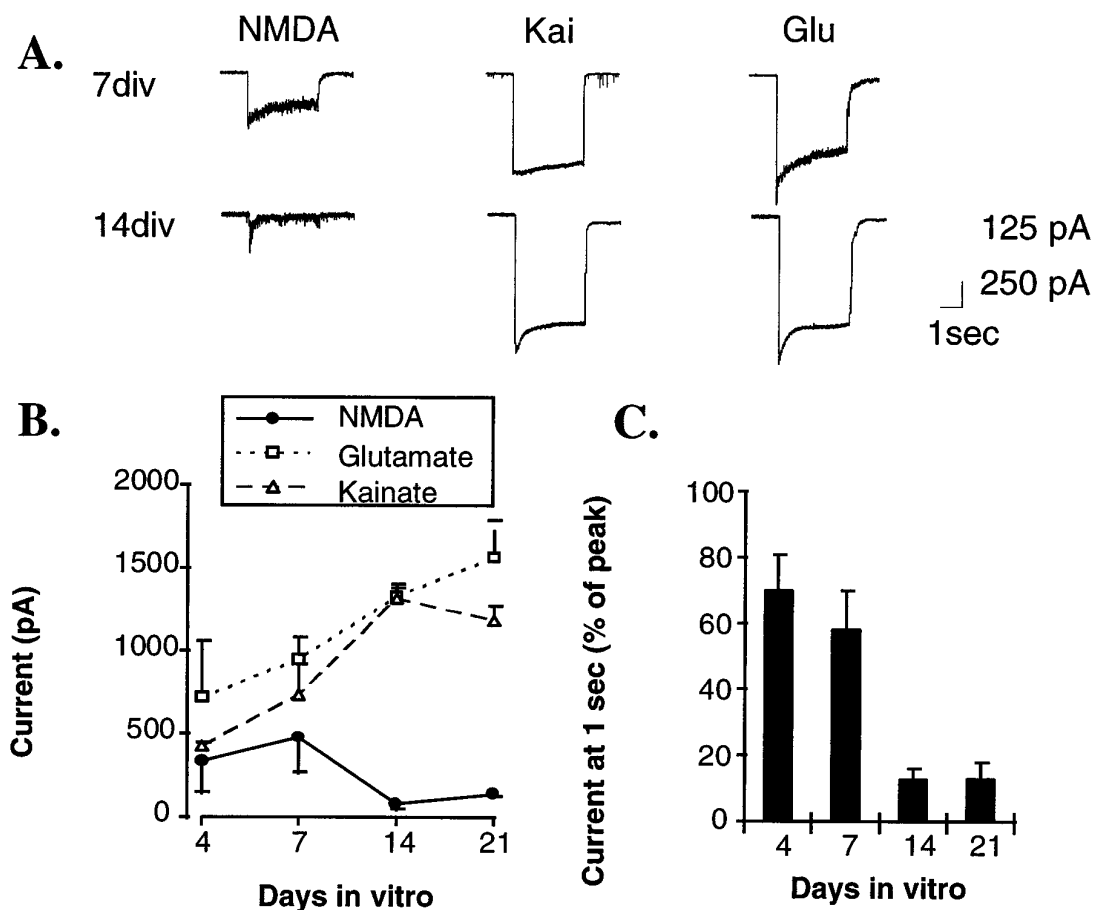 A.
NMDA Kai Glu
7div
14div
125 pA
250 pA
1sec
B.
NMDA
Glutamate
Kainate
2000
1500
1000
500
0
4 7 14 21
Current (pA)
Days in vitro
C.
100
80
60
40
20
0
4 7 14 21
Current at 1 sec (% of peak)
Days in vitro